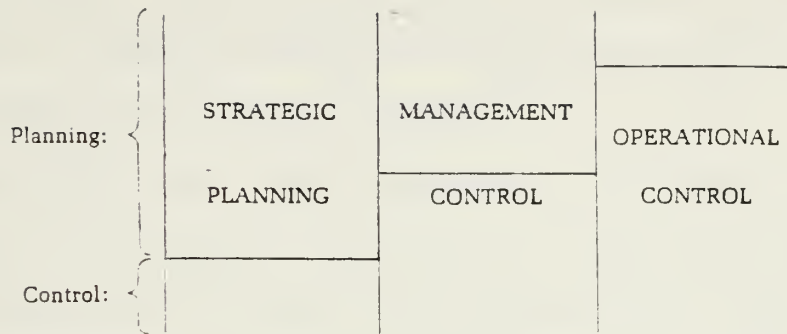 STRATEGIC MANAGEMENT
Planning:
OPERATIONAL
PLANNING CONTROL CONTROL
Control: